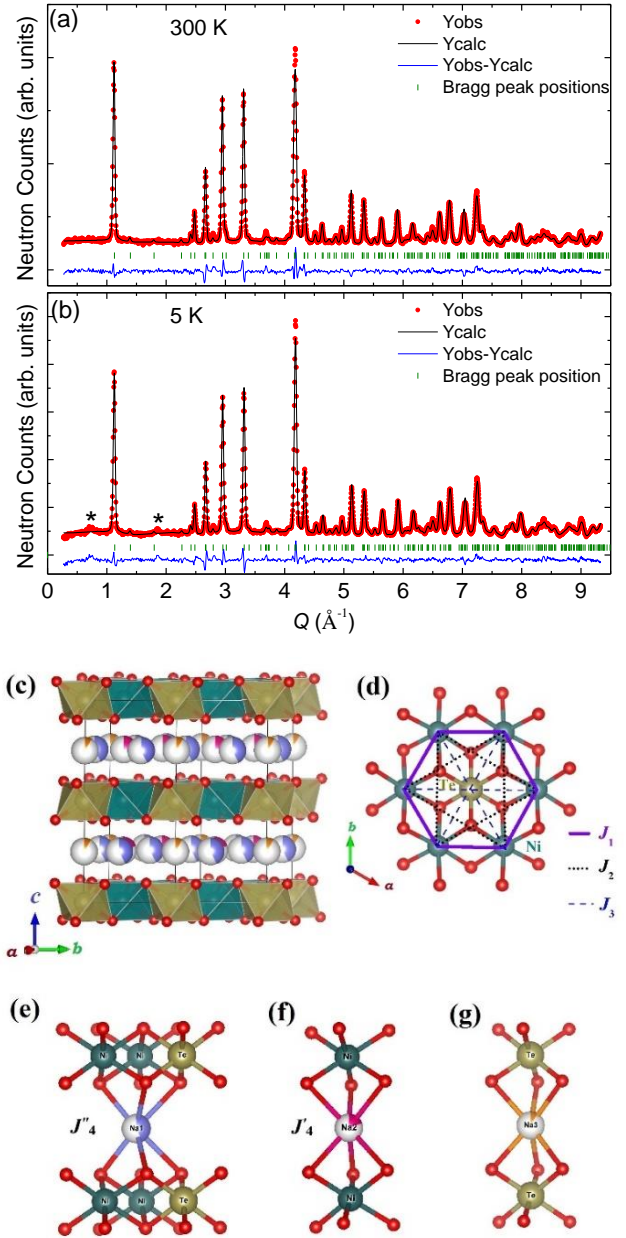 (a)
300 K
Yobs
Ycalc
Yobs-Ycalc
Bragg peak positions
Neutron Counts (arb. units)
(b)
5 K
Yobs
Ycalc
Yobs-Ycalc
Bragg peak position
Neutron Counts (arb. units)
* *
0 1 2 3 4 5 6 7 8 9
Q (Å⁻¹)
(c)
c
a b
(d)
Te
Ni
b
a
J₁
J₂
J₃
(e)
Ni Ni Te
J″₄
Na1
Ni Ni Te
(f)
Ni
J′₄
Na2
Ni
(g)
Te
Na3
Te